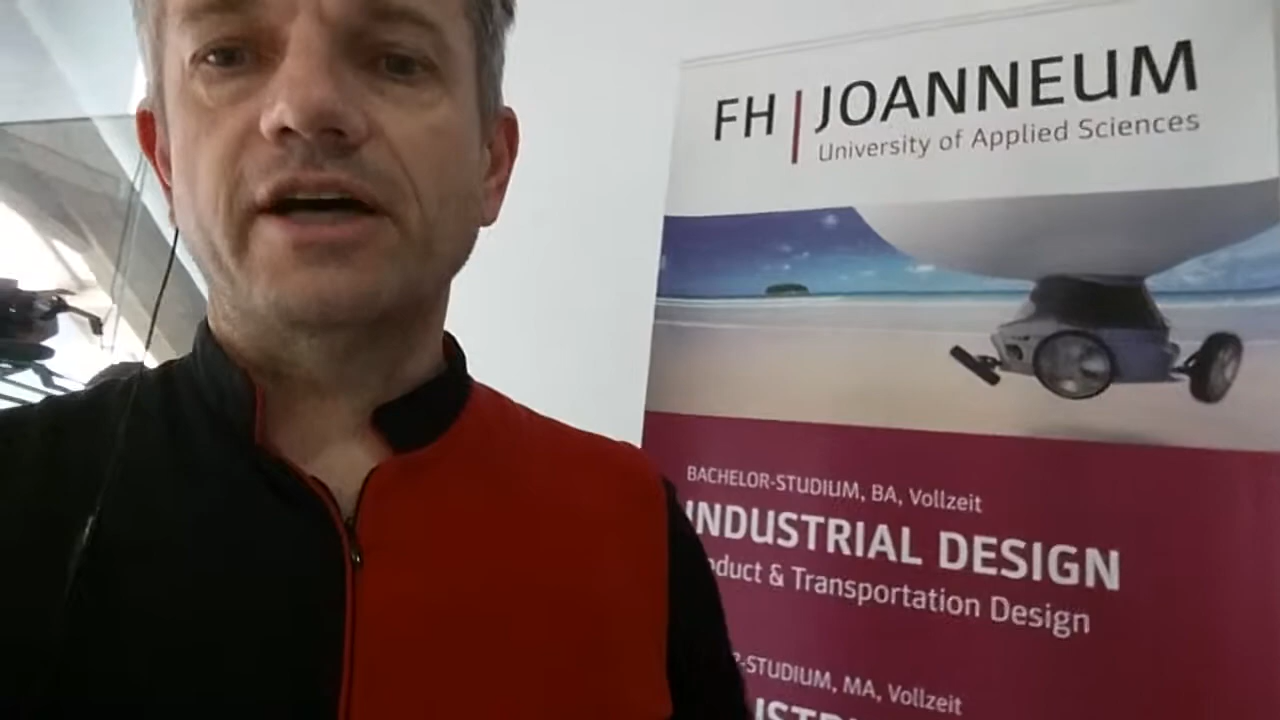 FH | JOANNEUM
University of Applied Sciences
BACHELOR-STUDIUM, BA, Vollzeit
INDUSTRIAL DESIGN
& Transportation Design
-STUDIUM, MA, Vollzeit